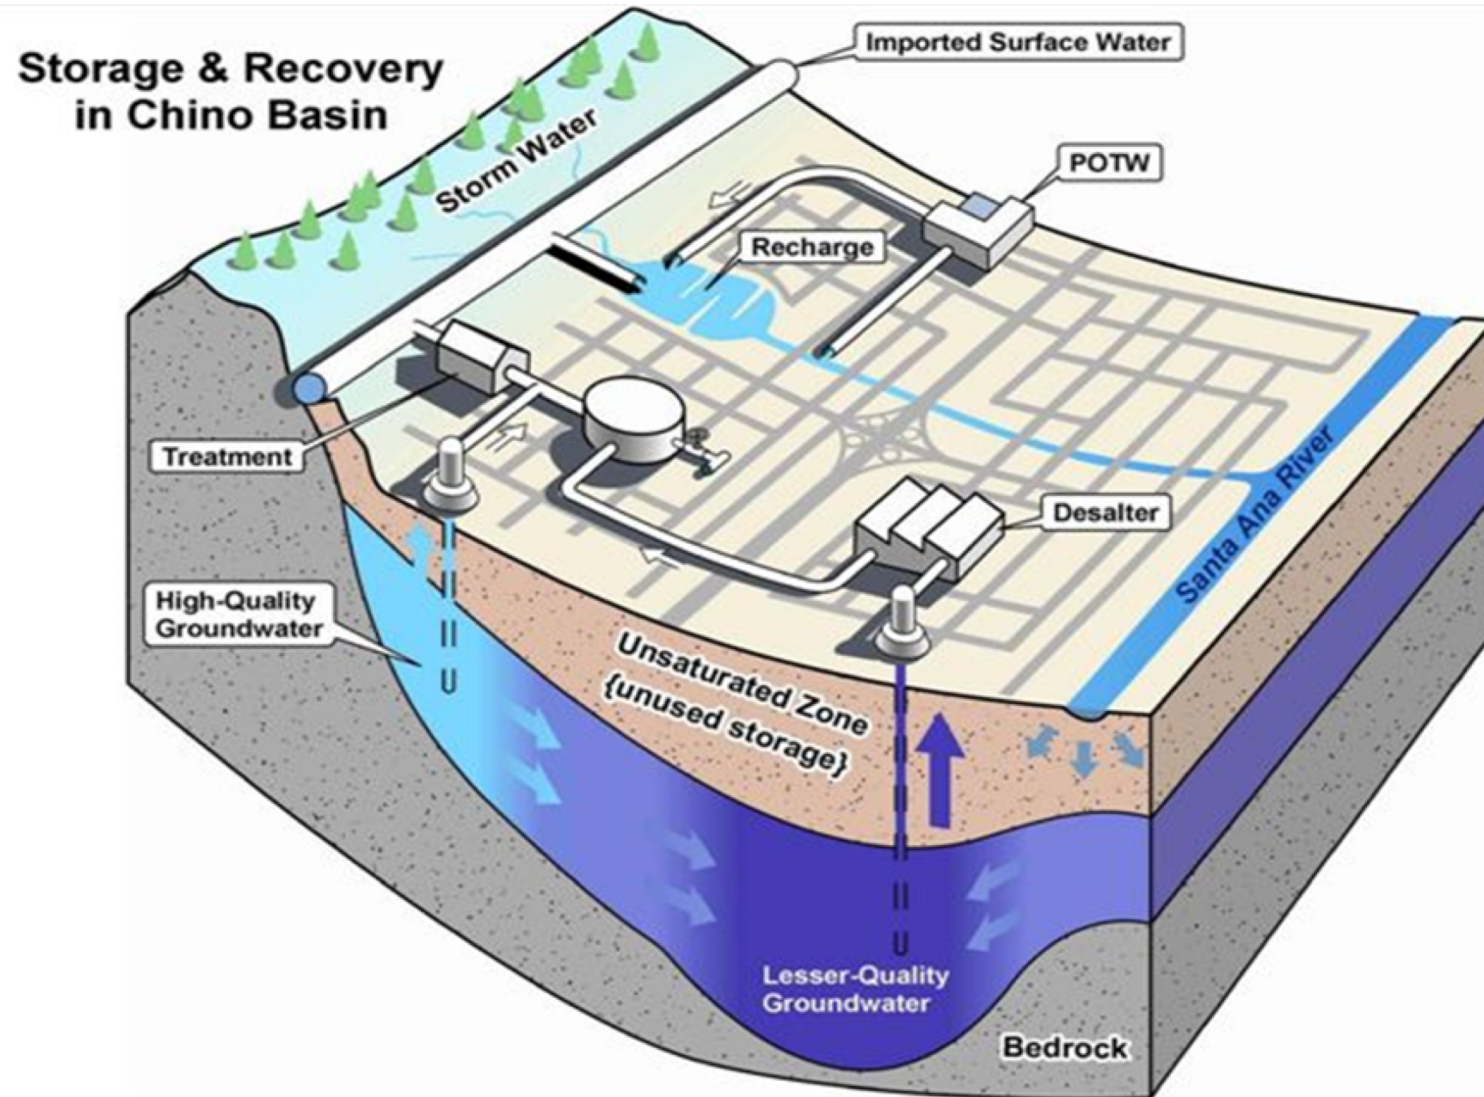 Storage & Recovery
in Chino Basin
Imported Surface Water
Storm Water
POTW
Recharge
Treatment
Desalter
Santa Ana River
High-Quality
Groundwater
Unsaturated Zone
{unused storage}
Lesser-Quality
Groundwater
Bedrock